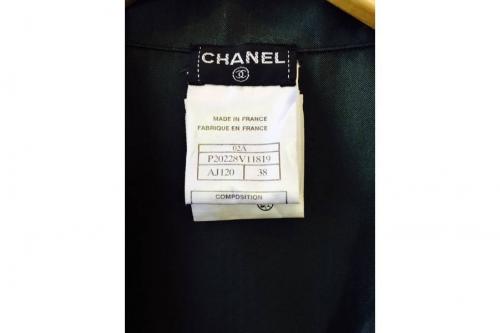 CHANEL
MADE IN FRANCE
FABRIQUE EN FRANCE
02A
P20228V11819
AJ120 38
COMPOSITION